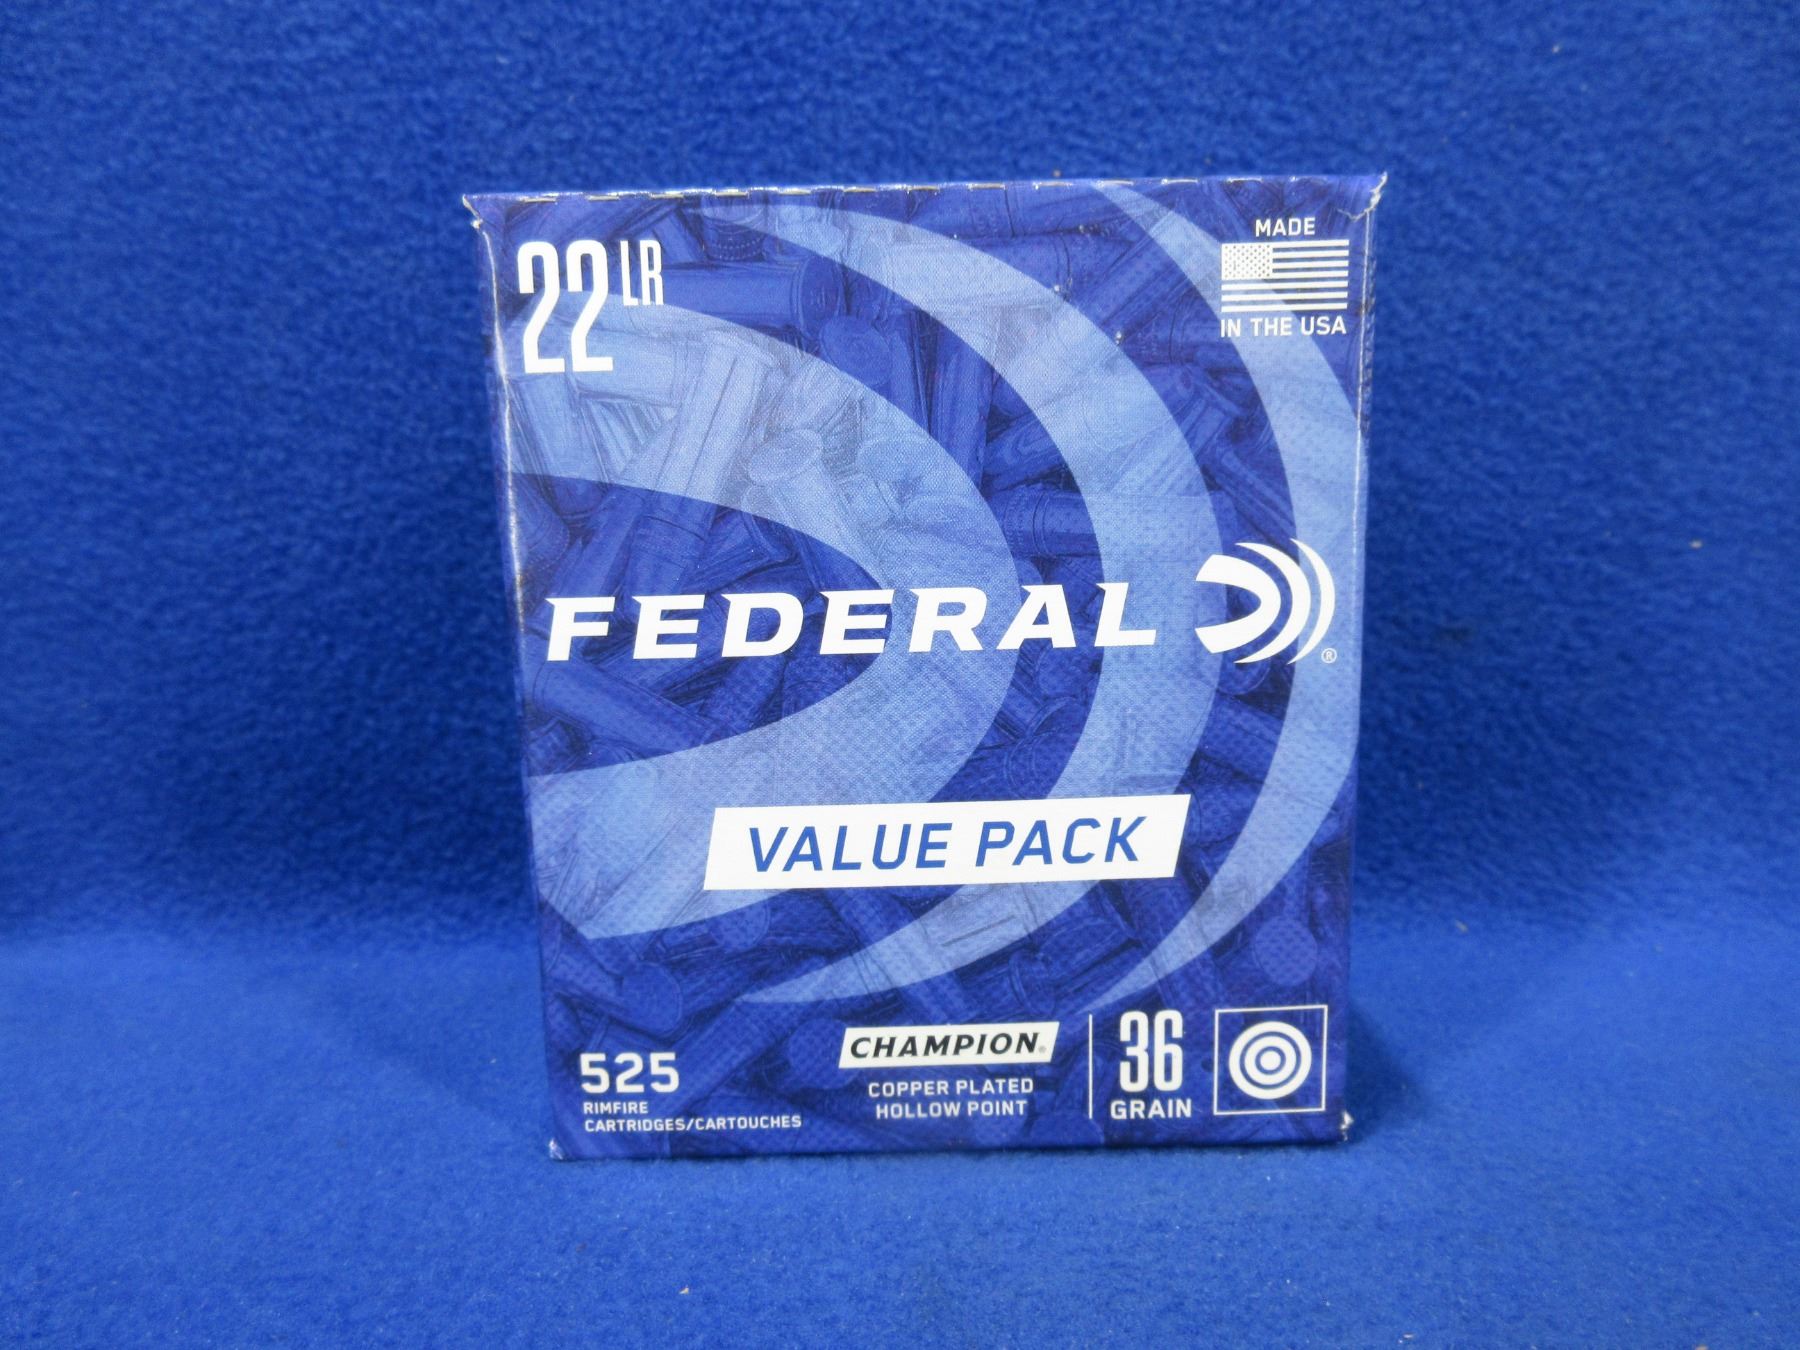 22 LR
MADE
IN THE USA
FEDERAL
®
VALUE PACK
525
RIMFIRE
CARTRIDGES/CARTOUCHES
CHAMPION®
COPPER PLATED
HOLLOW POINT
36
GRAIN